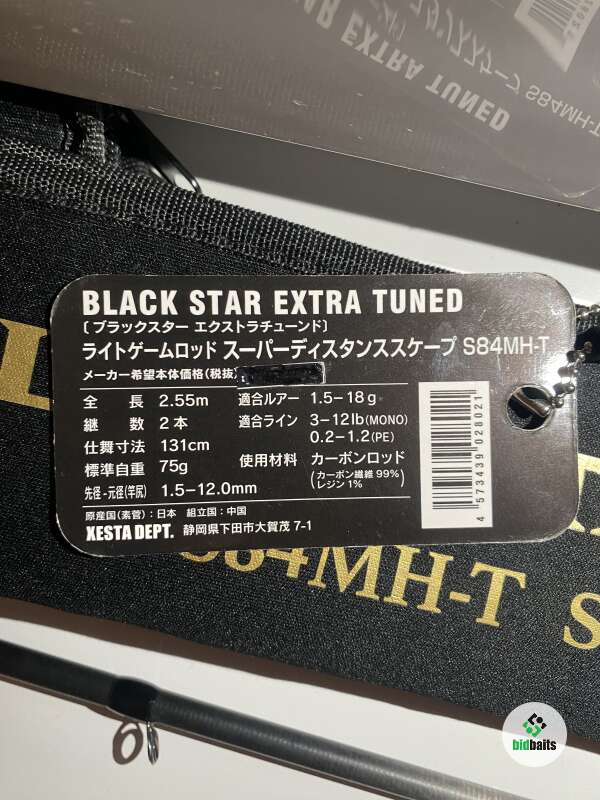 EXTRA TUNED
S84MH-T
BLACK STAR EXTRA TUNED
〔ブラックスター エクストラチューンド〕
ライトゲームロッド スーパーディスタンススケープ S84MH-T
メーカー希望本体価格(税抜)
全長 2.55m 適合ルアー 1.5-18g
継数 2本 適合ライン 3-12lb(MONO)
0.2-1.2(PE)
仕舞寸法 131cm
標準自重 75g 使用材料 カーボンロッド
(カーボン繊維 99%
レジン 1%)
先径-元径(竿尻) 1.5-12.0mm
原産国(素菅):日本 組立国:中国
XESTA DEPT. 静岡県下田市大賀茂 7-1
4 573439 028021
S84MH-T S
bidbaits